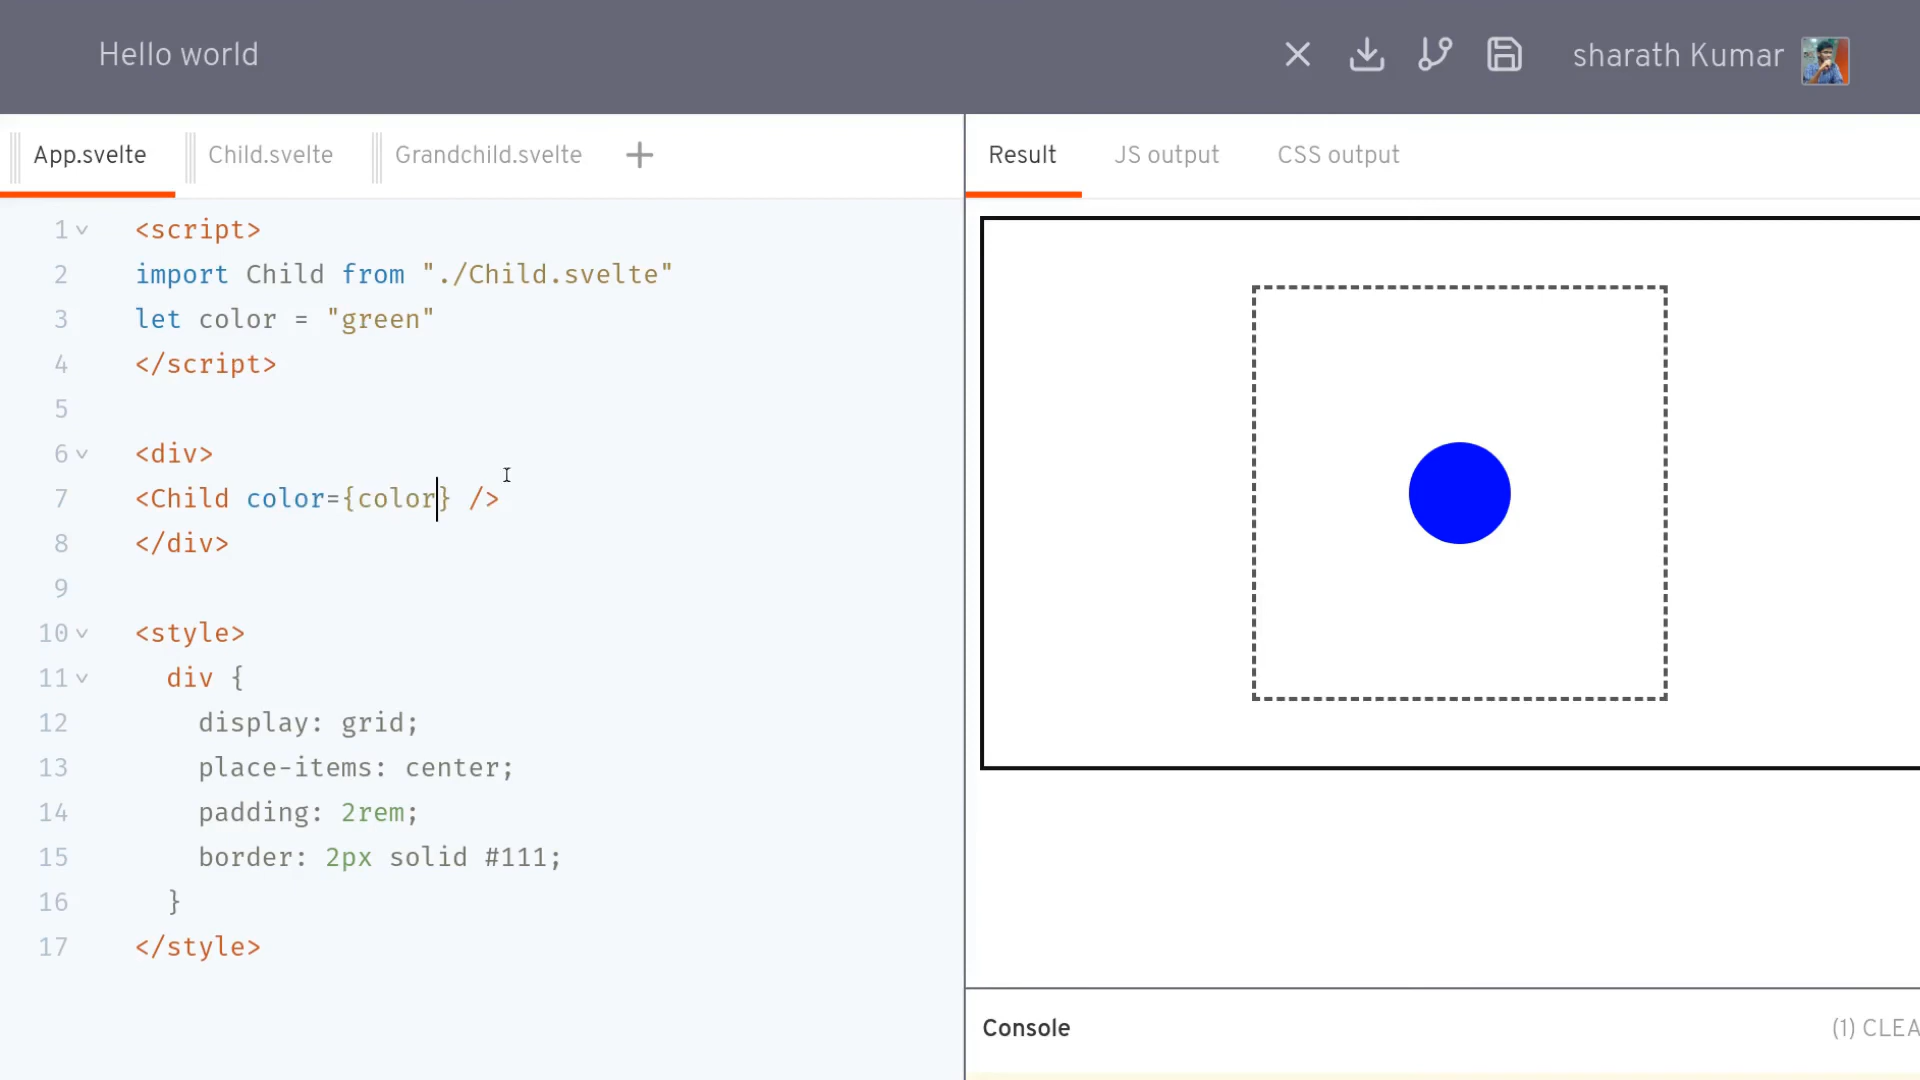 Hello world
sharath Kumar
App.svelte Child.svelte Grandchild.svelte
Result JS output CSS output
1 <script>
2 import Child from "./Child.svelte"
3 let color = "green"
4 </script>
5
6 <div>
7 <Child color={color} />
8 </div>
9
10 <style>
11 div {
12 display: grid;
13 place-items: center;
14 padding: 2rem;
15 border: 2px solid #111;
16 }
17 </style>
Console (1) CLEA